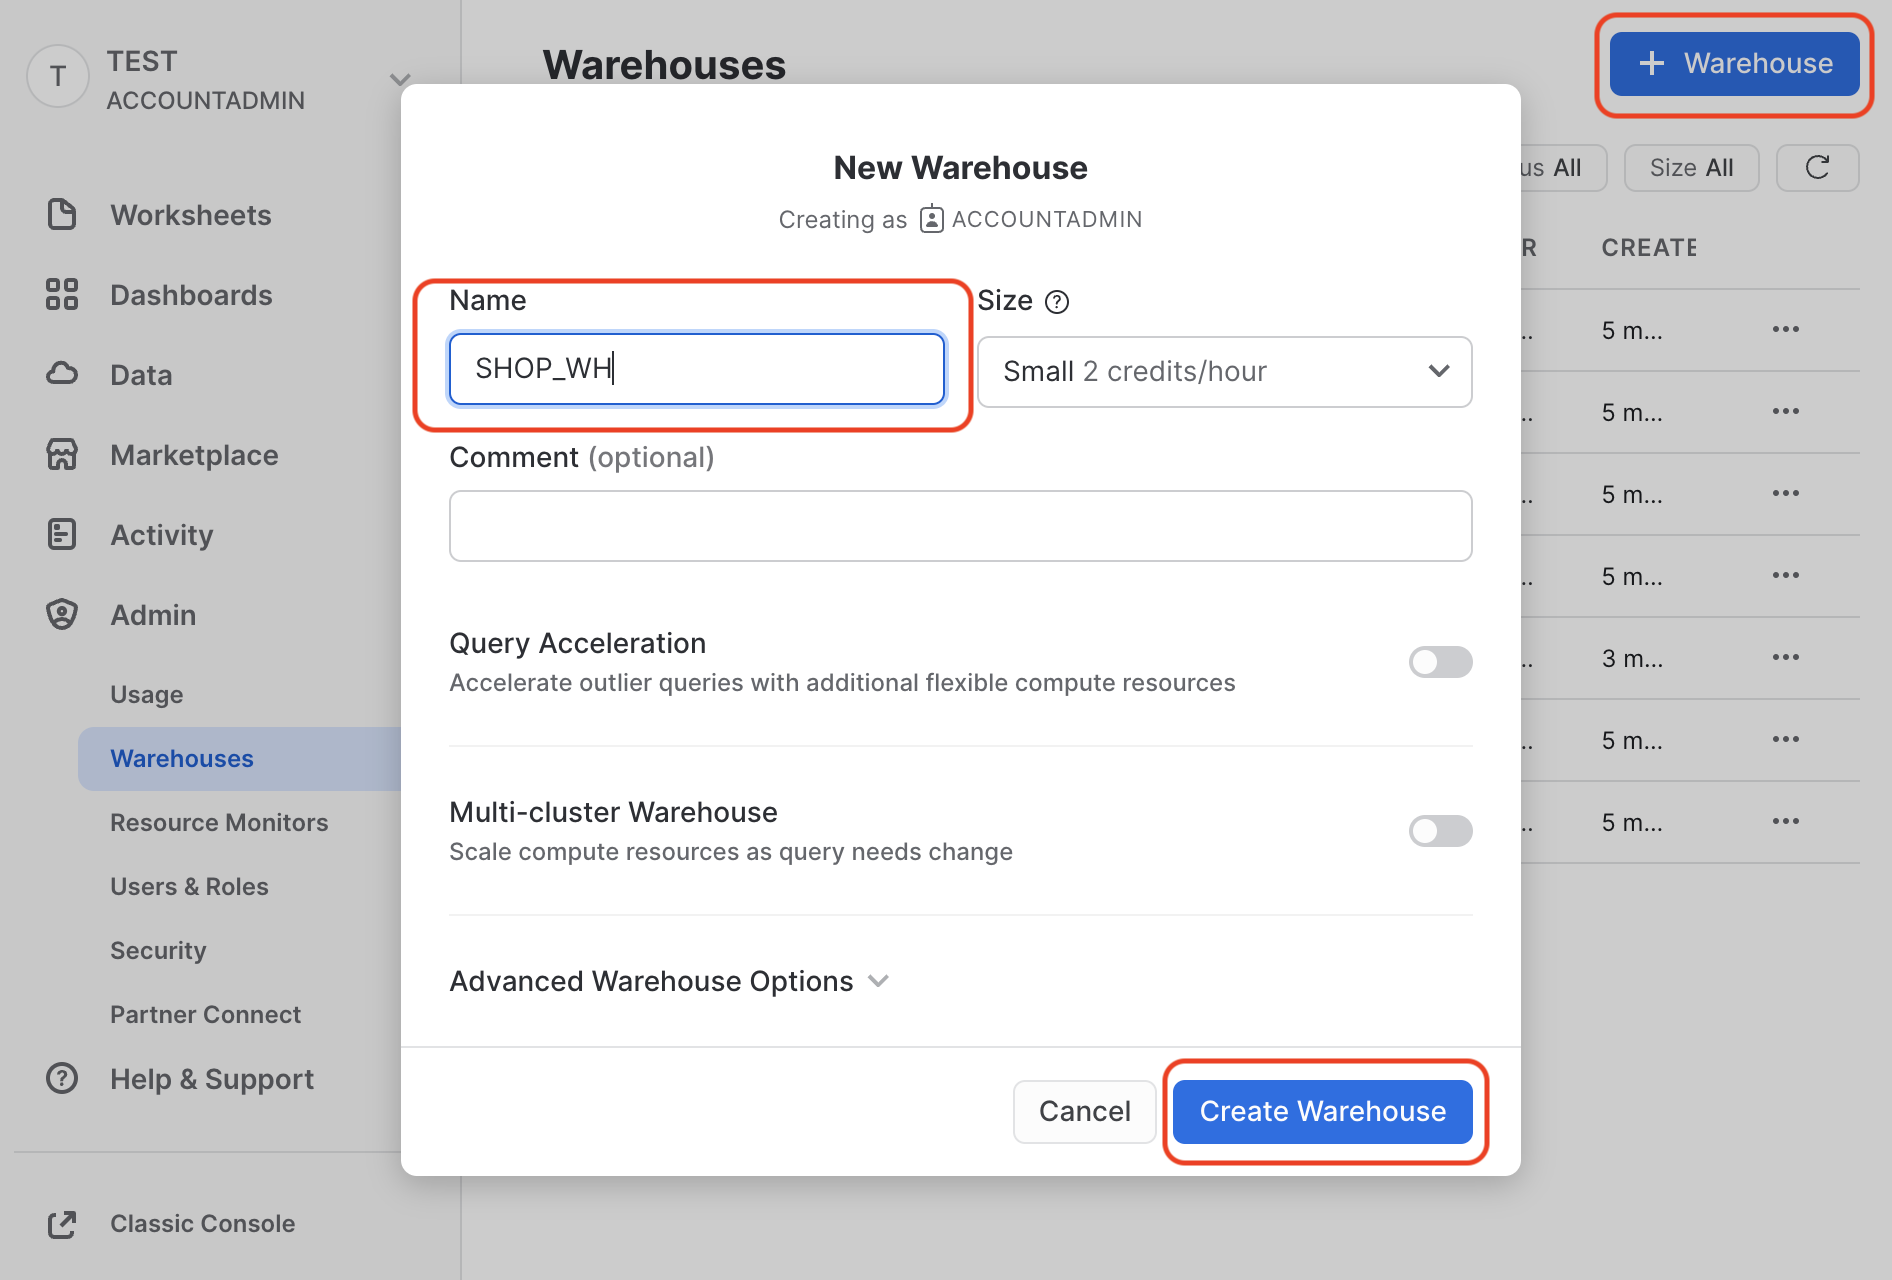 T
TEST
ACCOUNTADMIN
Worksheets
Dashboards
Data
Marketplace
Activity
Admin
Usage
Warehouses
Resource Monitors
Users & Roles
Security
Partner Connect
Help & Support
Classic Console
Warehouses
+ Warehouse
us All
Size All
R CREATE
.. 5 m... •••
.. 5 m... •••
.. 5 m... •••
.. 5 m... •••
.. 3 m... •••
.. 5 m... •••
.. 5 m... •••
New Warehouse
Creating as ACCOUNTADMIN
Name
SHOP_WH
Size ?
Small 2 credits/hour
Comment (optional)
Query Acceleration
Accelerate outlier queries with additional flexible compute resources
Multi-cluster Warehouse
Scale compute resources as query needs change
Advanced Warehouse Options
Cancel
Create Warehouse